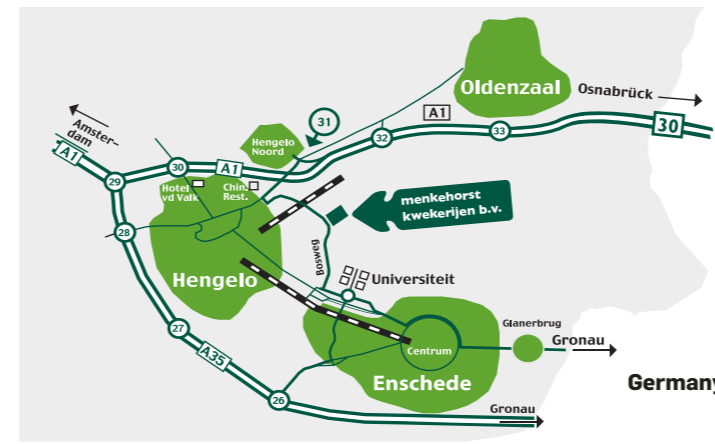 Oldenzaal
Osnabrück
A1
30
31
32
33
Amster-
dam
A1
Hengelo
Noord
30
A1
29
Hotel
vd Valk
Chin.
Rest.
menkehorst
kwekerijen b.v.
28
Hengelo
Bosweg
Universiteit
27
A35
26
Centrum
Enschede
Glanerbrug
Gronau
Germany
Gronau